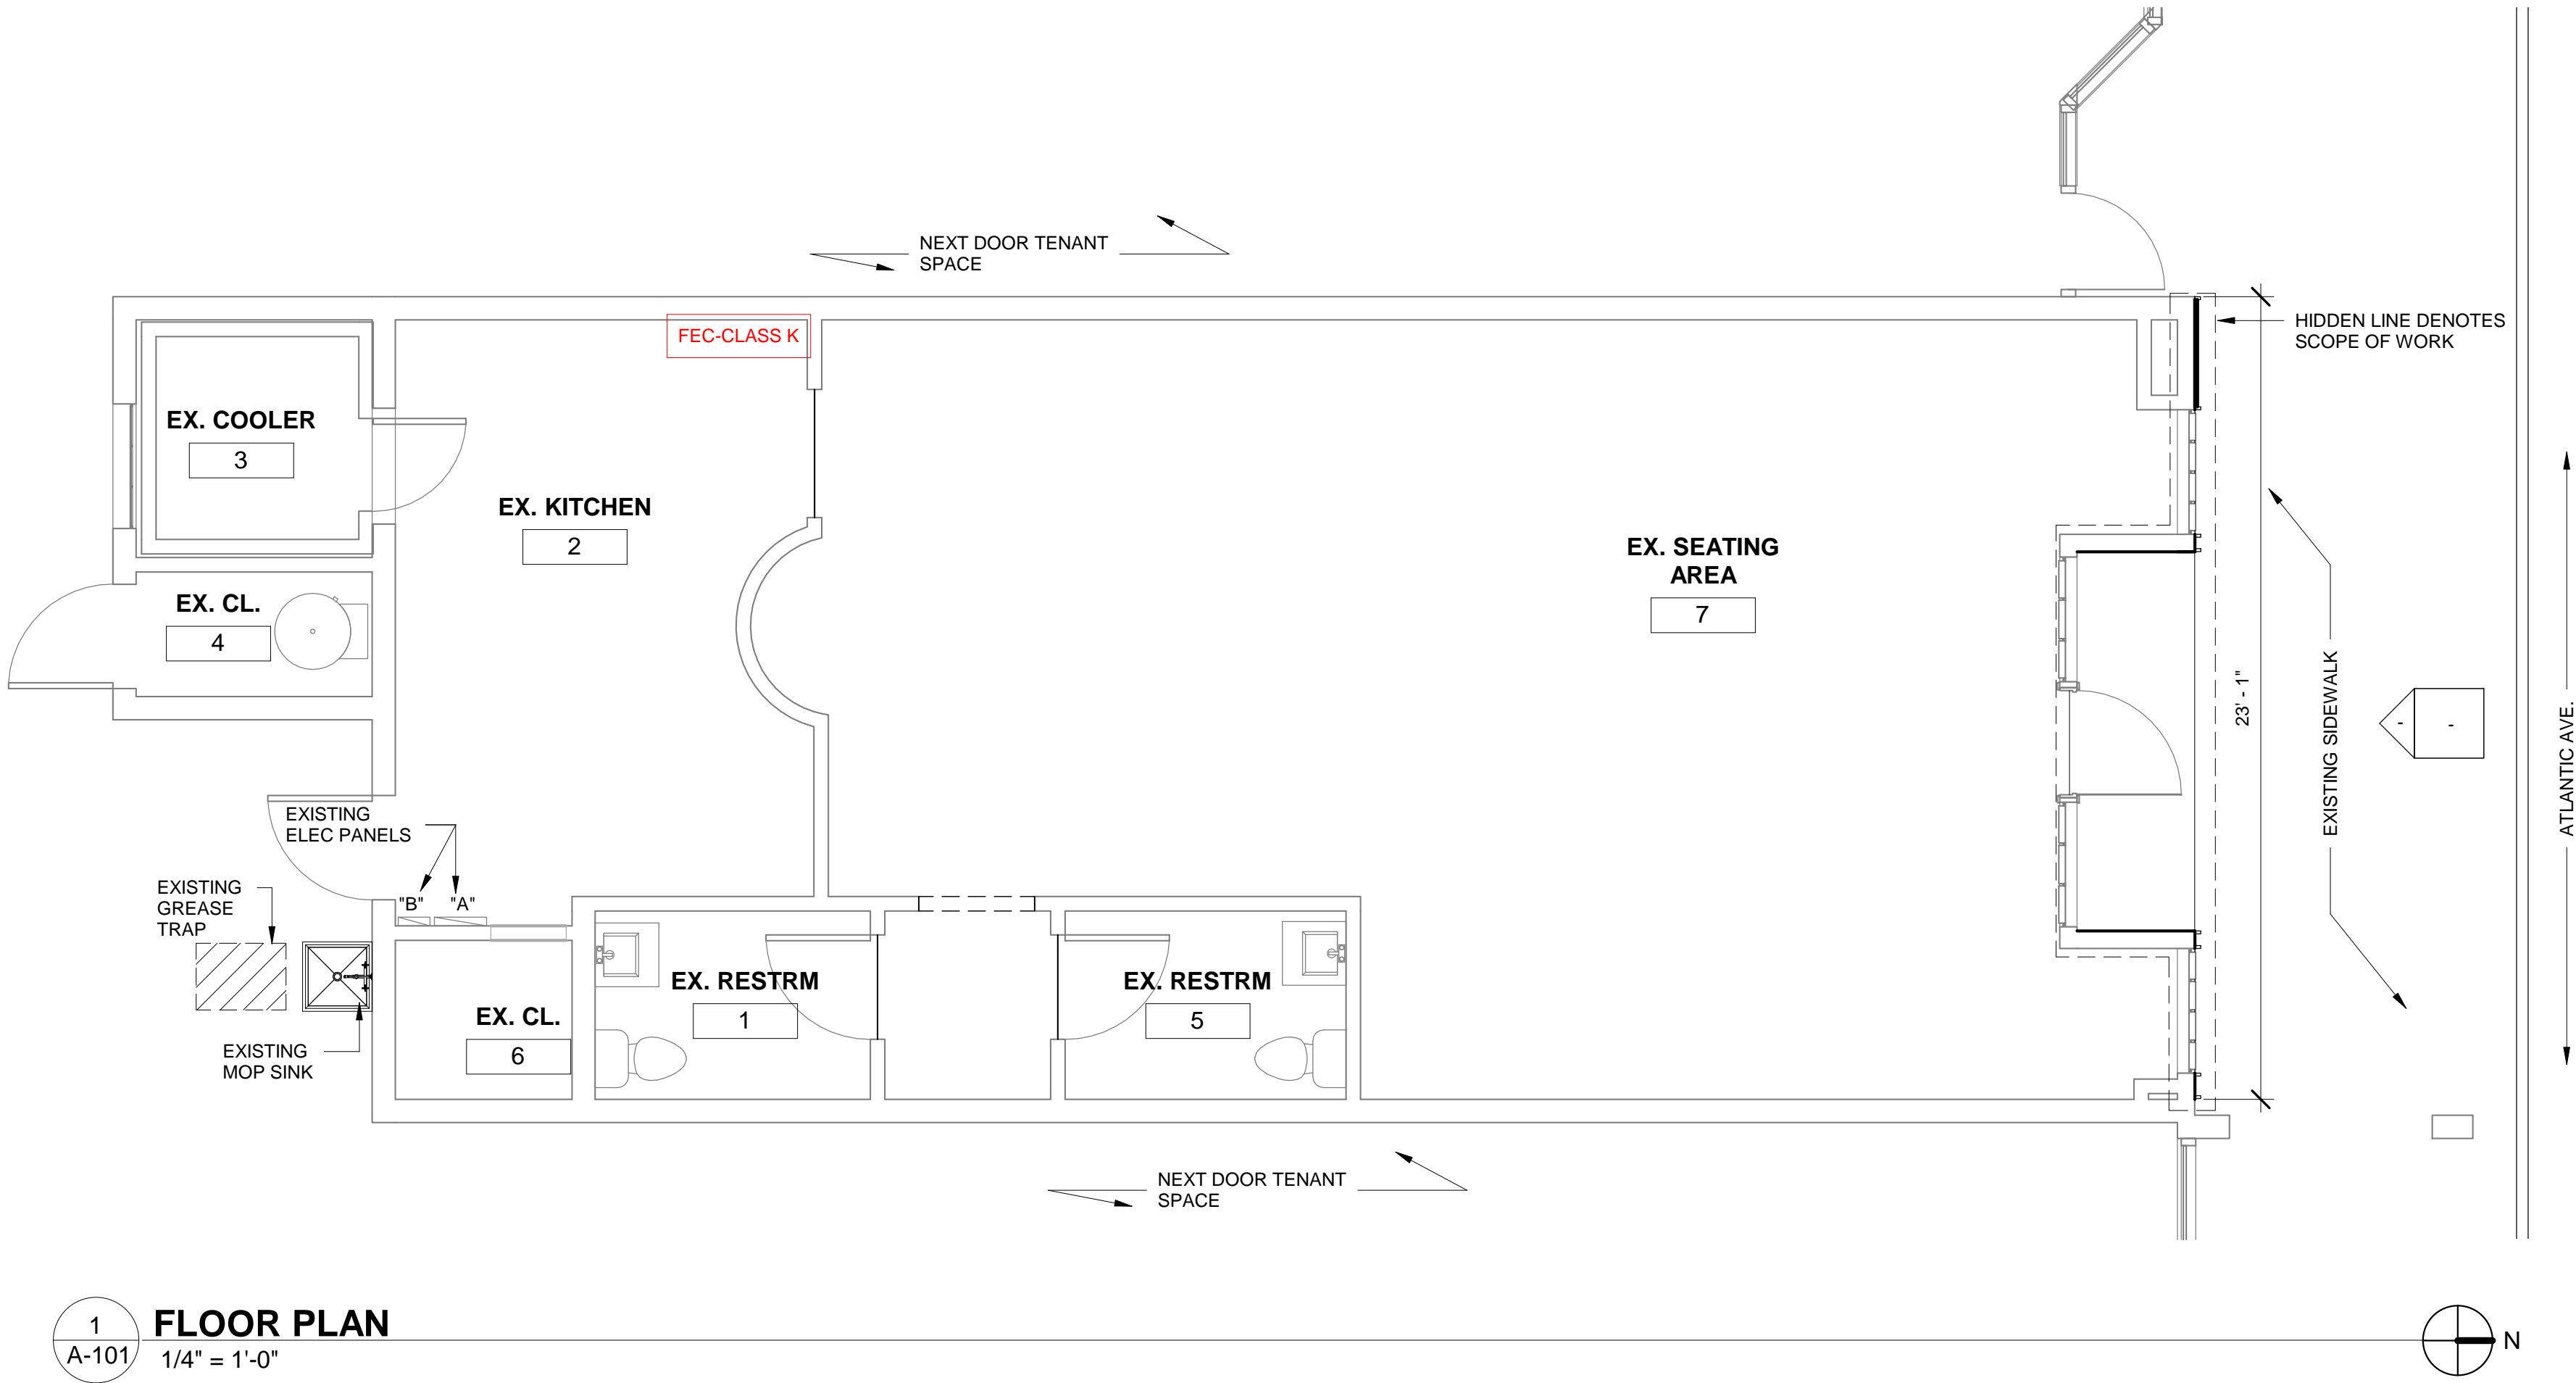 NEXT DOOR TENANT
SPACE
FEC-CLASS K
HIDDEN LINE DENOTES
SCOPE OF WORK
EX. COOLER
3
EX. KITCHEN
2
EX. SEATING
AREA
7
EX. CL.
4
23' - 1"
EXISTING SIDEWALK
-
-
ATLANTIC AVE.
EXISTING
ELEC PANELS
"B"
"A"
EXISTING
GREASE
TRAP
EX. RESTRM
1
EX. RESTRM
5
EX. CL.
6
EXISTING
MOP SINK
NEXT DOOR TENANT
SPACE
1
A-101
FLOOR PLAN
1/4" = 1'-0"
N